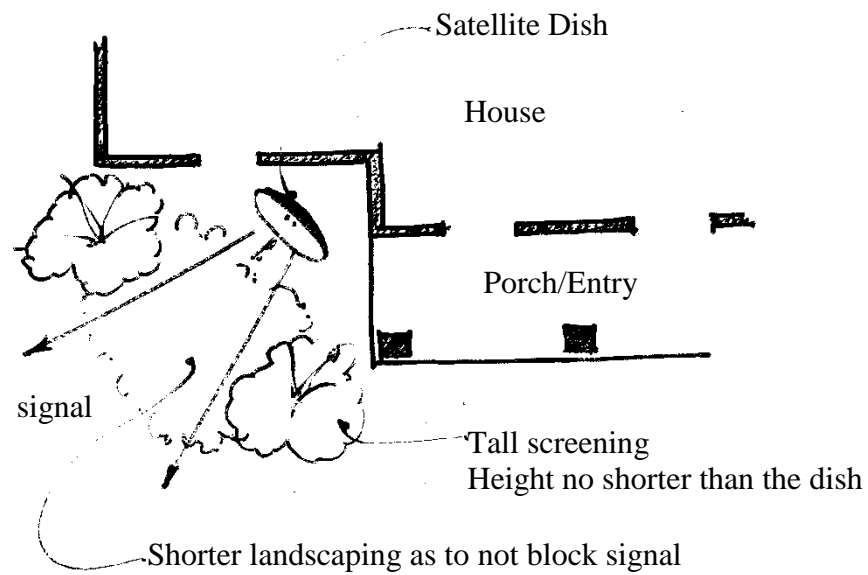 Satellite Dish
House
Porch/Entry
signal
Tall screening
Height no shorter than the dish
Shorter landscaping as to not block signal